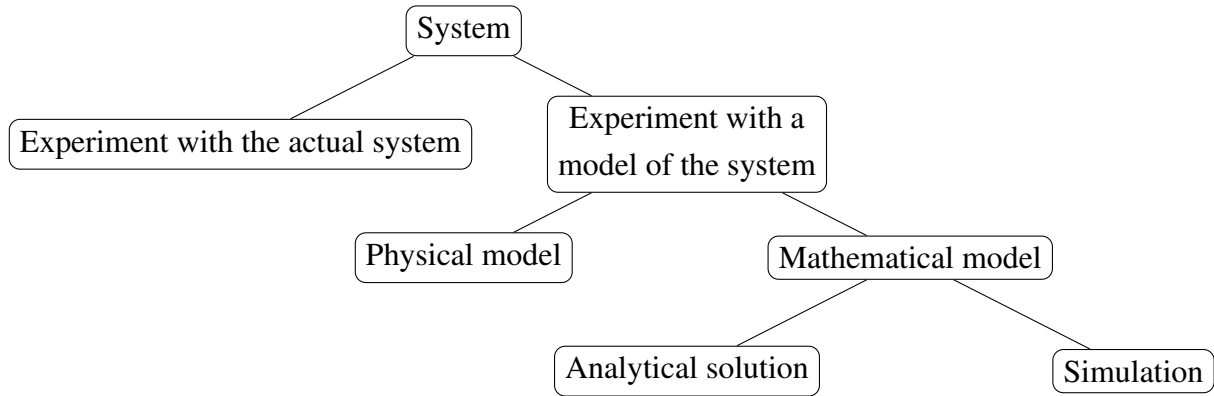 System
Experiment with the actual system
Experiment with a
model of the system
Physical model
Mathematical model
Analytical solution
Simulation